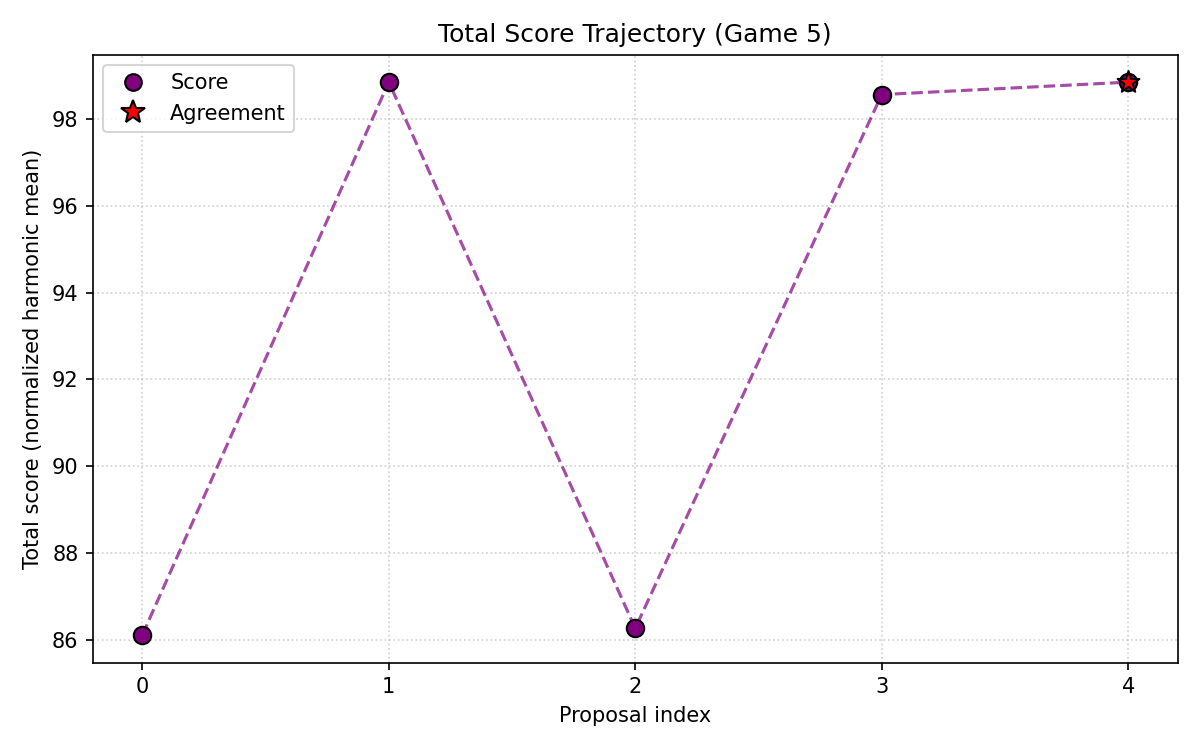 Total Score Trajectory (Game 5)
Score
Agreement
Total score (normalized harmonic mean)
98
96
94
92
90
88
86
0 1 2 3 4
Proposal index